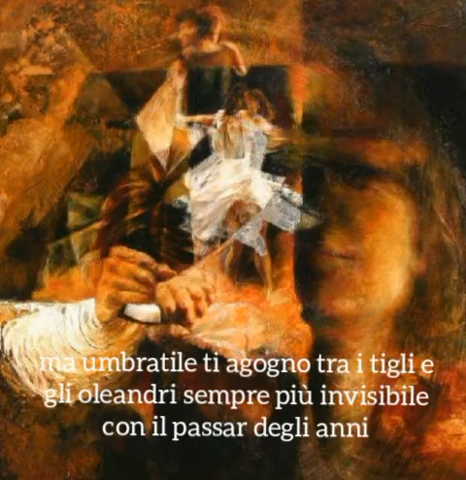 ma umbratile ti agogno tra i tigli e
gli oleandri sempre più invisibile
con il passar degli anni